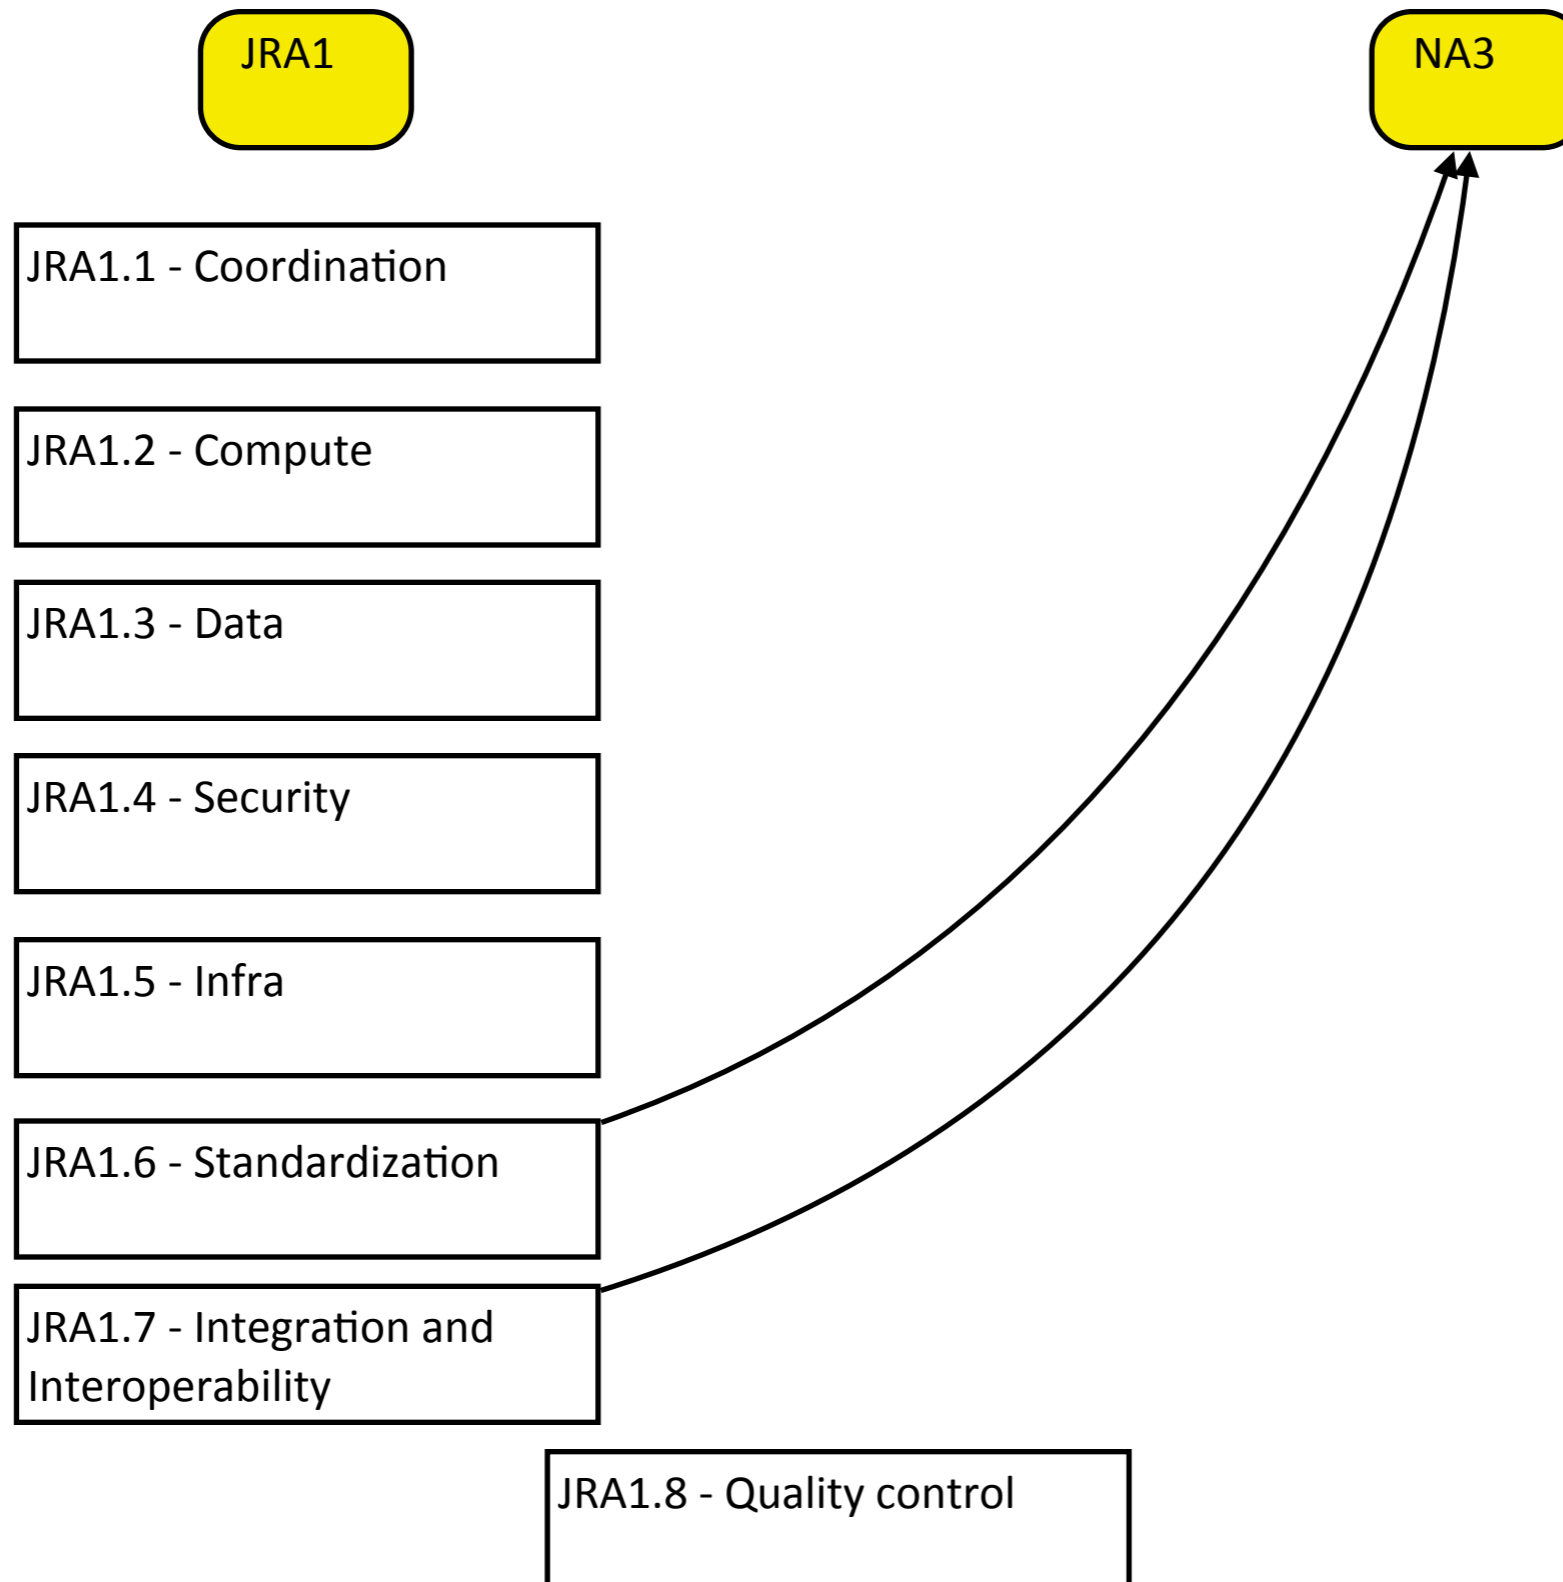 JRA1
NA3
JRA1.1 - Coordination
JRA1.2 - Compute
JRA1.3 - Data
JRA1.4 - Security
JRA1.5 - Infra
JRA1.6 - Standardization
JRA1.7 - Integration and
Interoperability
JRA1.8 - Quality control